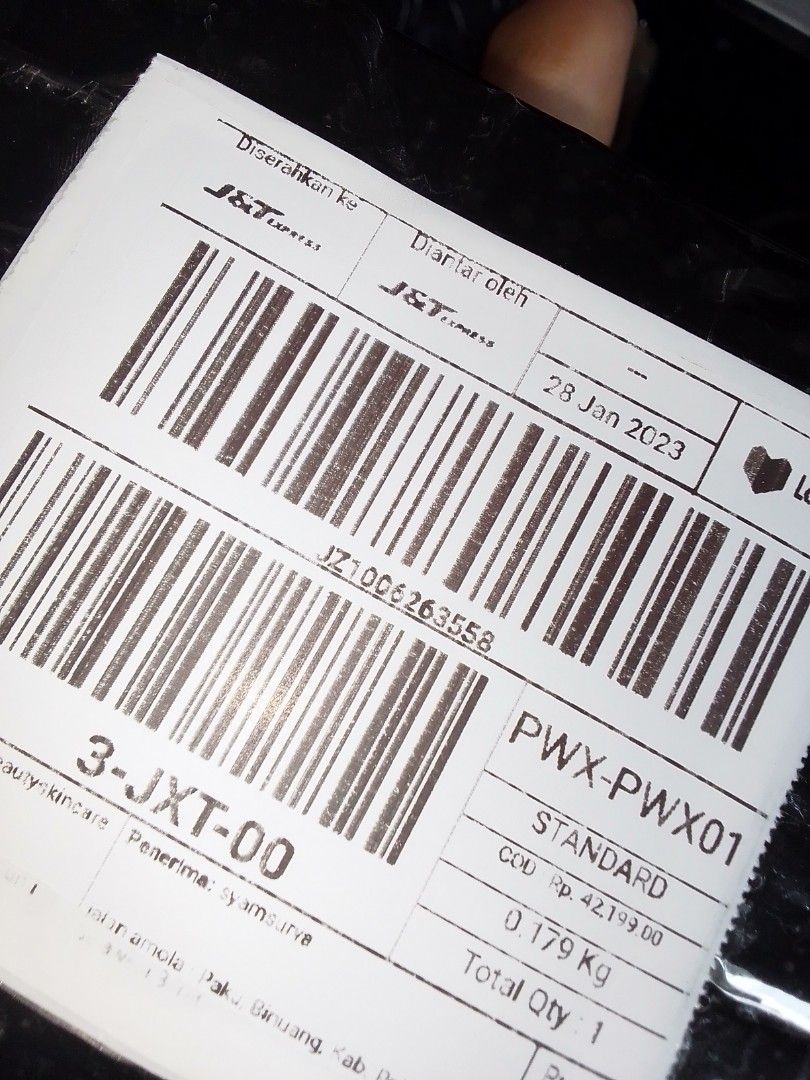 Diserahkan ke
J&T EXPRESS
Diantar oleh
J&T EXPRESS
--
28 Jan 2023
JZ1006263558
3-JXT-00
PWX-PWX01
STANDARD
COD Rp. 42,199.00
0.179 Kg
Total Qty : 1
Penerima: syamsurya
Paku, Binuang, Kab.